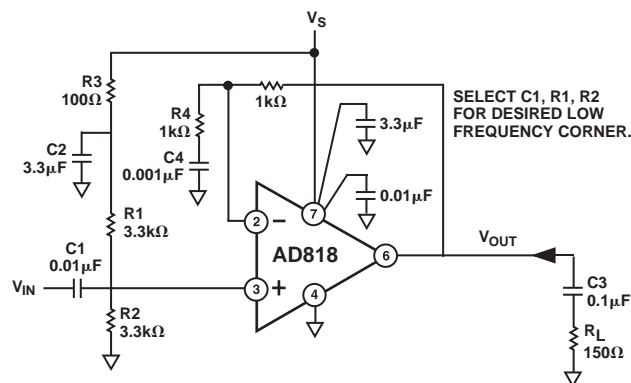 VS
R3
100Ω
R4
1kΩ
1kΩ
SELECT C1, R1, R2
FOR DESIRED LOW
FREQUENCY CORNER.
3.3μF
C2
3.3μF
C4
0.001μF
0.01μF
R1
3.3kΩ
2
–
7
AD818
6
VOUT
C1
0.01μF
VIN
3
+
4
C3
0.1μF
R2
3.3kΩ
RL
150Ω